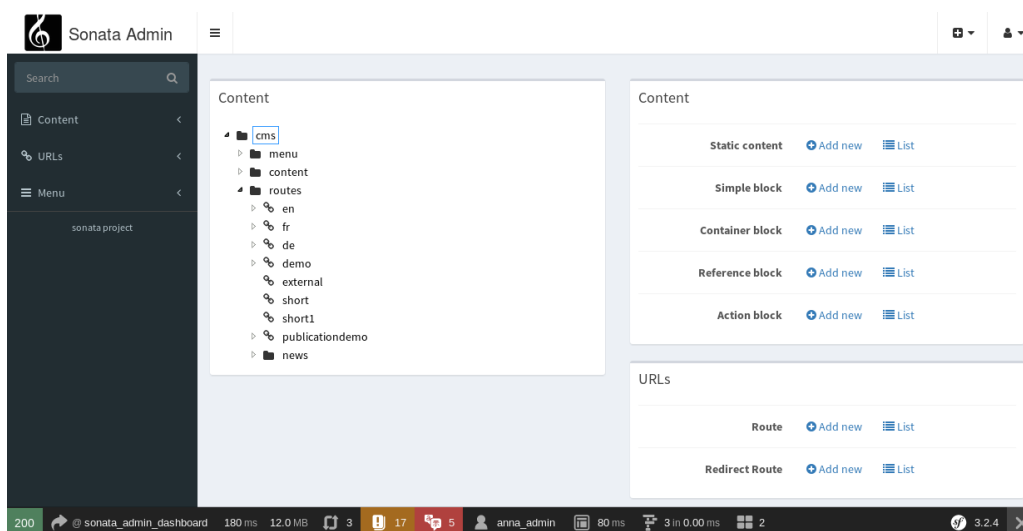 Sonata Admin
Search
Content
URLs
Menu
sonata project
Content
cms
menu
content
routes
en
fr
de
demo
external
short
short1
publicationdemo
news
Content
Static content Add new List
Simple block Add new List
Container block Add new List
Reference block Add new List
Action block Add new List
URLs
Route Add new List
Redirect Route Add new List
200 @ sonata_admin_dashboard 180 ms 12.0 MB 3 17 5 anna_admin 80 ms 3 in 0.00 ms 2 sf 3.2.4